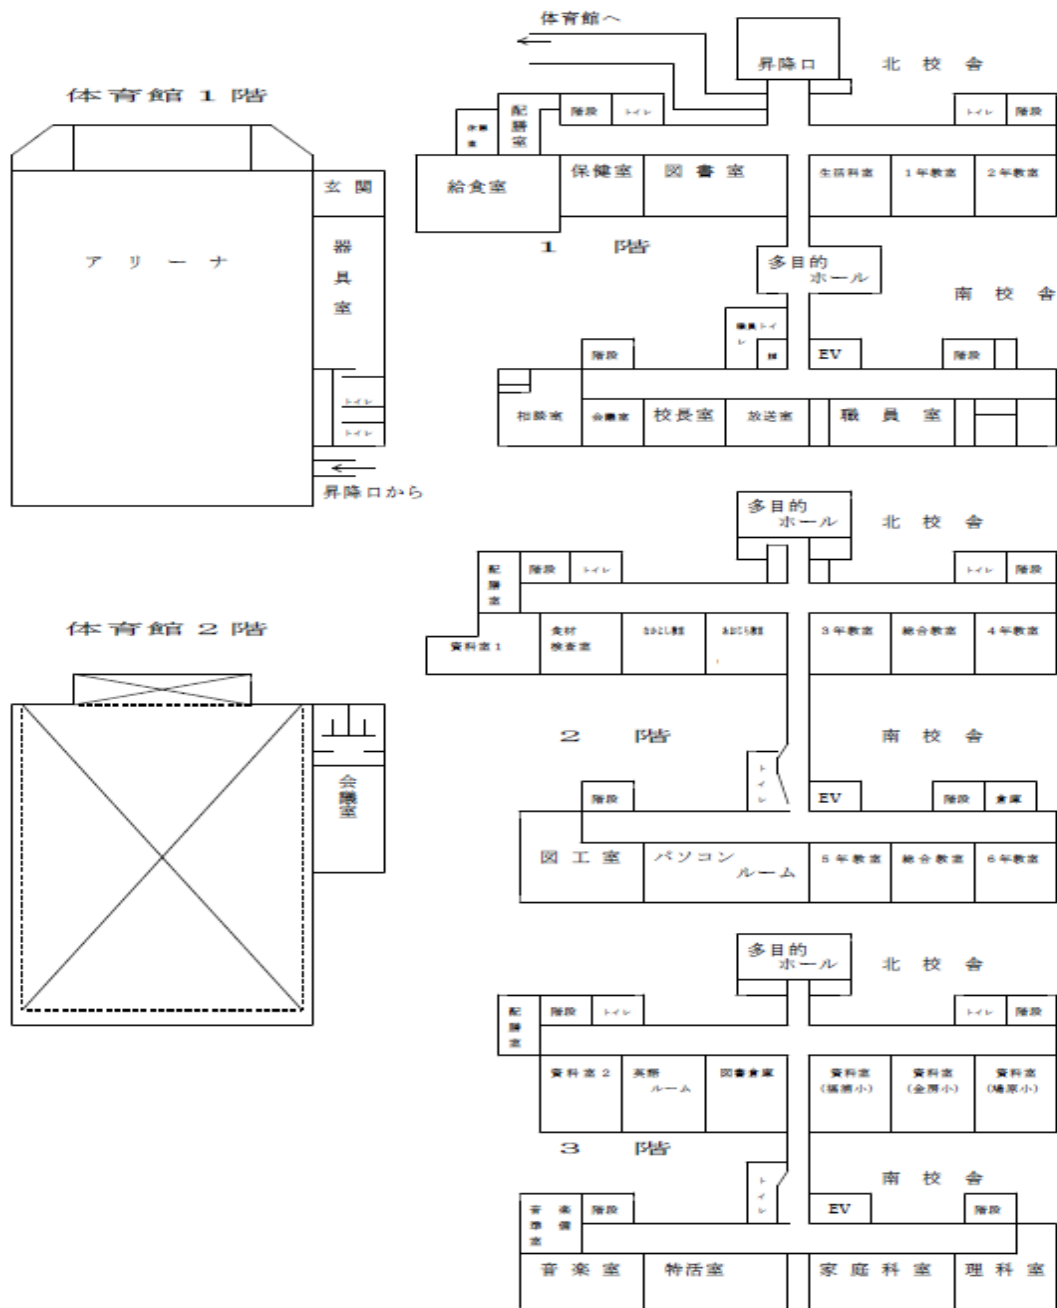 体育館1階
玄関
アリーナ
器具室
トイレ
トイレ
昇降口から
体育館2階
会議室
体育館へ
昇降口
北校舎
配膳室
階段
トイレ
トイレ
階段
給食室
保健室
図書室
生活科室
1年教室
2年教室
1階
多目的
ホール
南校舎
職員トイレ
階段
EV
階段
相談室
会議室
校長室
放送室
職員室
多目的
ホール
北校舎
配膳室
階段
トイレ
トイレ
階段
資料室1
食材
検査室
3年教室
総合教室
4年教室
2階
南校舎
トイレ
階段
EV
階段
倉庫
図工室
パソコン
ルーム
5年教室
総合教室
6年教室
多目的
ホール
北校舎
配膳室
階段
トイレ
トイレ
階段
資料室2
英語
ルーム
図書倉庫
資料室
資料室
(金房小)
資料室
3階
南校舎
トイレ
音楽
準備
室
階段
EV
階段
音楽室
特活室
家庭科室
理科室